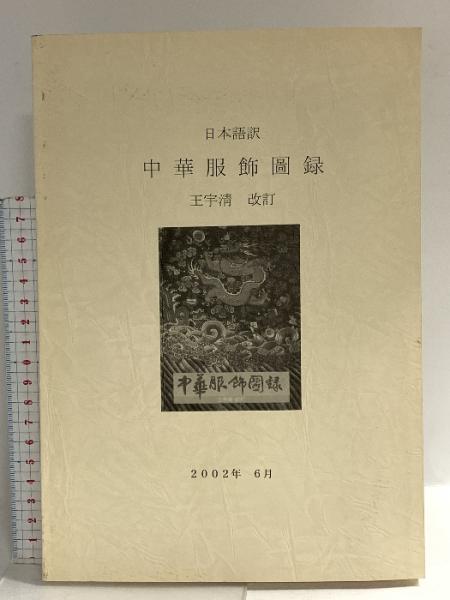 日本語訳
中華服飾圖録
王宇清 改訂
中華服飾圖錄
2002年 6月